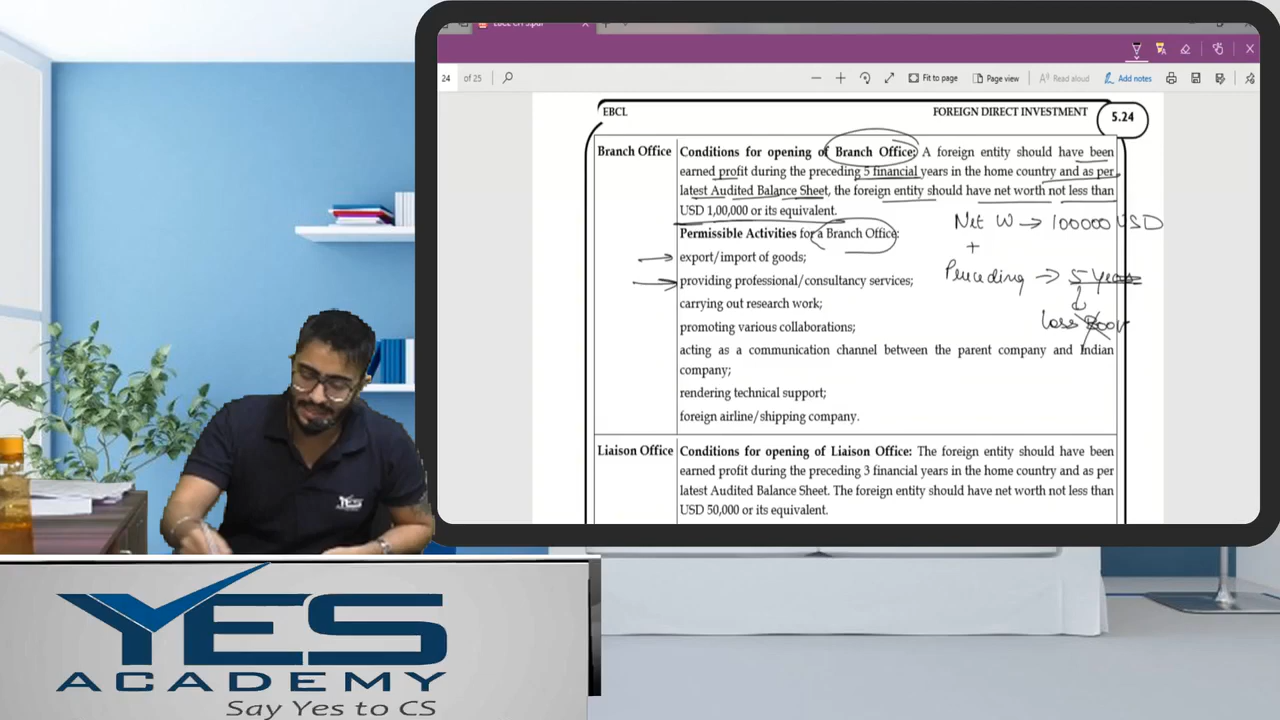 24 of 25
Fit to page
Page view
Read aloud
Add notes
EBCL
FOREIGN DIRECT INVESTMENT
5.24
Branch Office
Conditions for opening of Branch Office: A foreign entity should have been
earned profit during the preceding 5 financial years in the home country and as per
latest Audited Balance Sheet, the foreign entity should have net worth not less than
USD 1,00,000 or its equivalent.
Net W → 100000 USD
Permissible Activities for a Branch Office:
+
export/import of goods;
Preceding → 5 Years
providing professional/consultancy services;
carrying out research work;
loss
promoting various collaborations;
acting as a communication channel between the parent company and Indian
company;
rendering technical support;
foreign airline/shipping company.
Liaison Office
Conditions for opening of Liaison Office: The foreign entity should have been
earned profit during the preceding 3 financial years in the home country and as per
latest Audited Balance Sheet. The foreign entity should have net worth not less than
USD 50,000 or its equivalent.
YES
YES
ACADEMY
Say Yes to CS